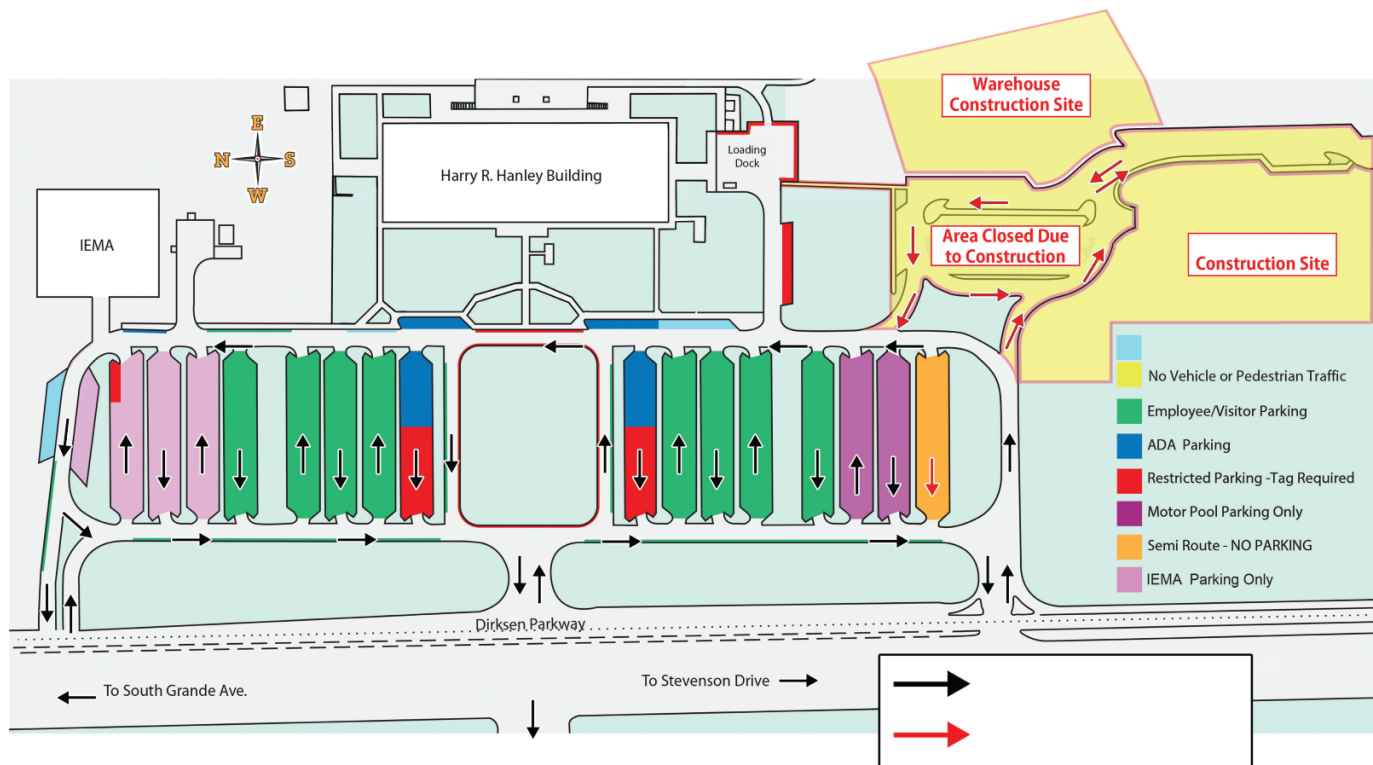 Warehouse
Construction Site
E
N S
W
Loading
Dock
Harry R. Hanley Building
IEMA
Area Closed Due
to Construction
Construction Site
No Vehicle or Pedestrian Traffic
Employee/Visitor Parking
ADA Parking
Restricted Parking -Tag Required
Motor Pool Parking Only
Semi Route - NO PARKING
IEMA Parking Only
Dirksen Parkway
To South Grande Ave.
To Stevenson Drive